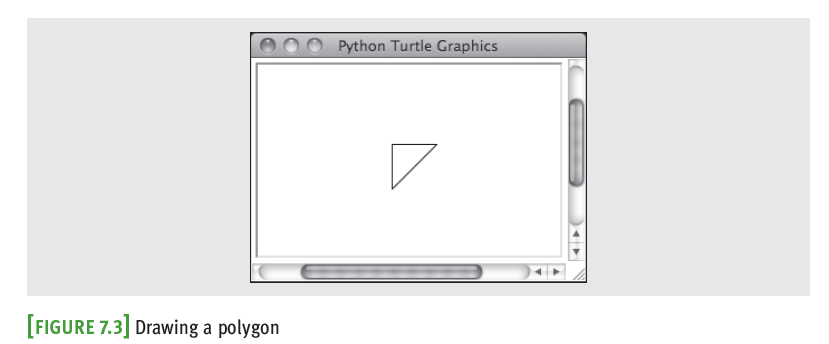 Python Turtle Graphics
[FIGURE 7.3] Drawing a polygon